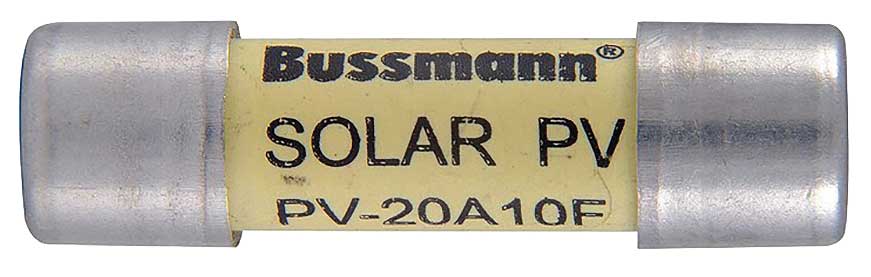 Bussmann®
SOLAR PV
PV-20A10F